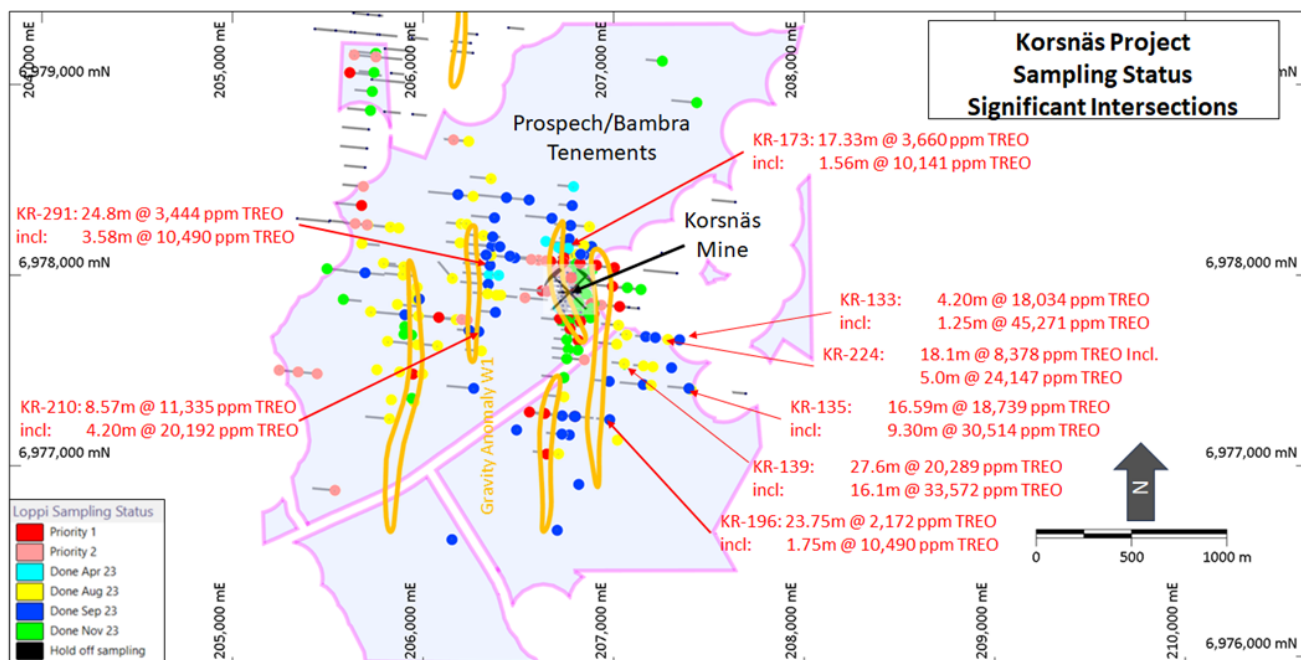 Korsnäs Project
Sampling Status
Significant Intersections
204,000 mE
205,000 mE
206,000 mE
207,000 mE
208,000 mE
6,979,000 mN
mN
Prospech/Bambra
Tenements
KR-173: 17.33m @ 3,660 ppm TREO
incl: 1.56m @ 10,141 ppm TREO
KR-291: 24.8m @ 3,444 ppm TREO
incl: 3.58m @ 10,490 ppm TREO
Korsnäs
Mine
6,978,000 mN
6,978,000 mN
KR-133: 4.20m @ 18,034 ppm TREO
incl: 1.25m @ 45,271 ppm TREO
KR-224: 18.1m @ 8,378 ppm TREO Incl.
5.0m @ 24,147 ppm TREO
KR-210: 8.57m @ 11,335 ppm TREO
incl: 4.20m @ 20,192 ppm TREO
Gravity Anomaly W1
KR-135: 16.59m @ 18,739 ppm TREO
incl: 9.30m @ 30,514 ppm TREO
6,977,000 mN
6,977,000 mN
KR-139: 27.6m @ 20,289 ppm TREO
incl: 16.1m @ 33,572 ppm TREO
KR-196: 23.75m @ 2,172 ppm TREO
incl: 1.75m @ 10,490 ppm TREO
N
0 500 1000 m
Loppi Sampling Status
Priority 1
Priority 2
Done Apr 23
Done Aug 23
Done Sep 23
Done Nov 23
Hold off sampling
205,000 mE
206,000 mE
207,000 mE
208,000 mE
209,000 mE
210,000 mE
6,976,000 mN